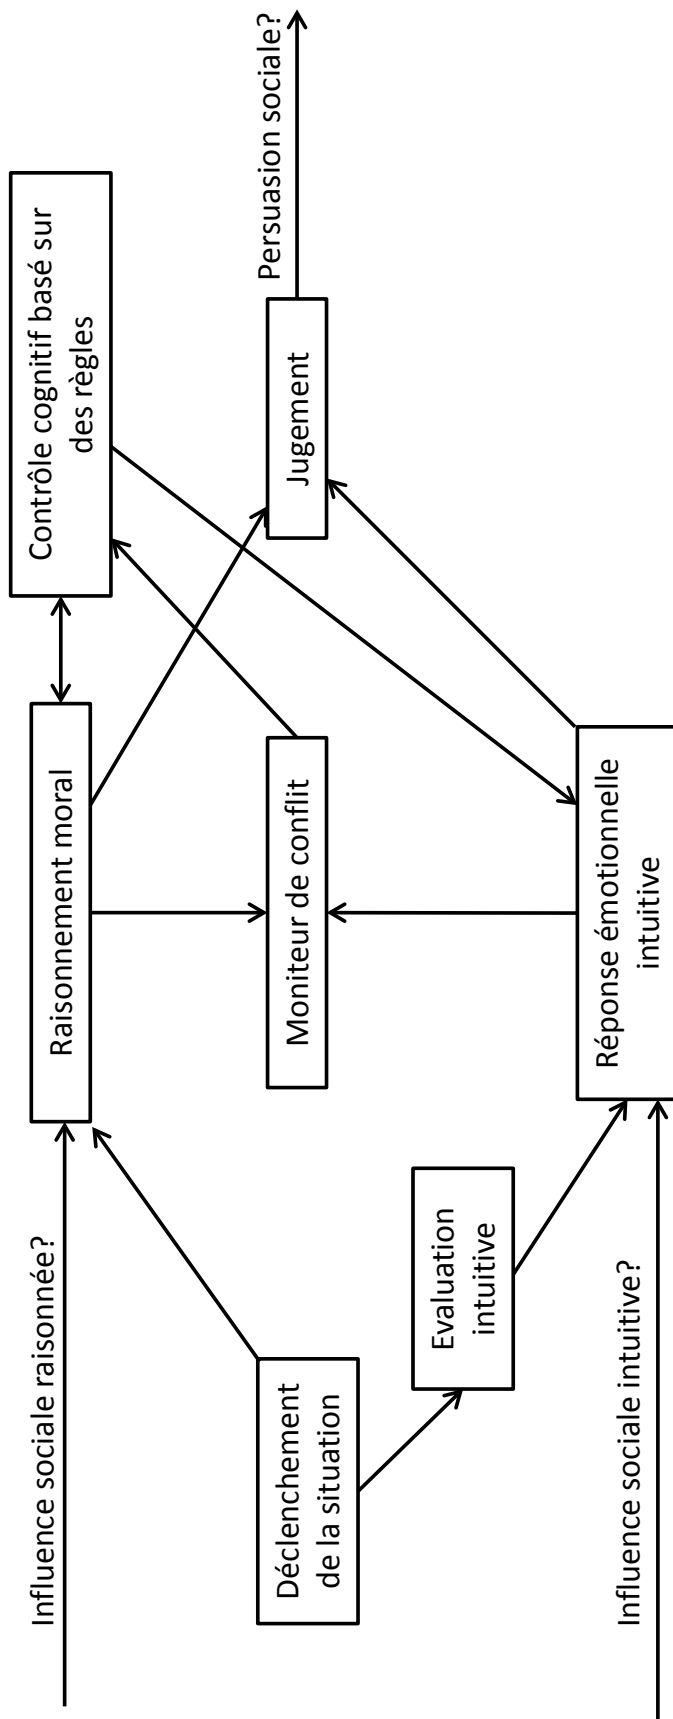 Influence sociale raisonnée?
Raisonnement moral
Contrôle cognitif basé sur
des règles
Déclenchement
de la situation
Moniteur de conflit
Jugement
Persuasion sociale?
Evaluation
intuitive
Réponse émotionnelle
intuitive
Influence sociale intuitive?